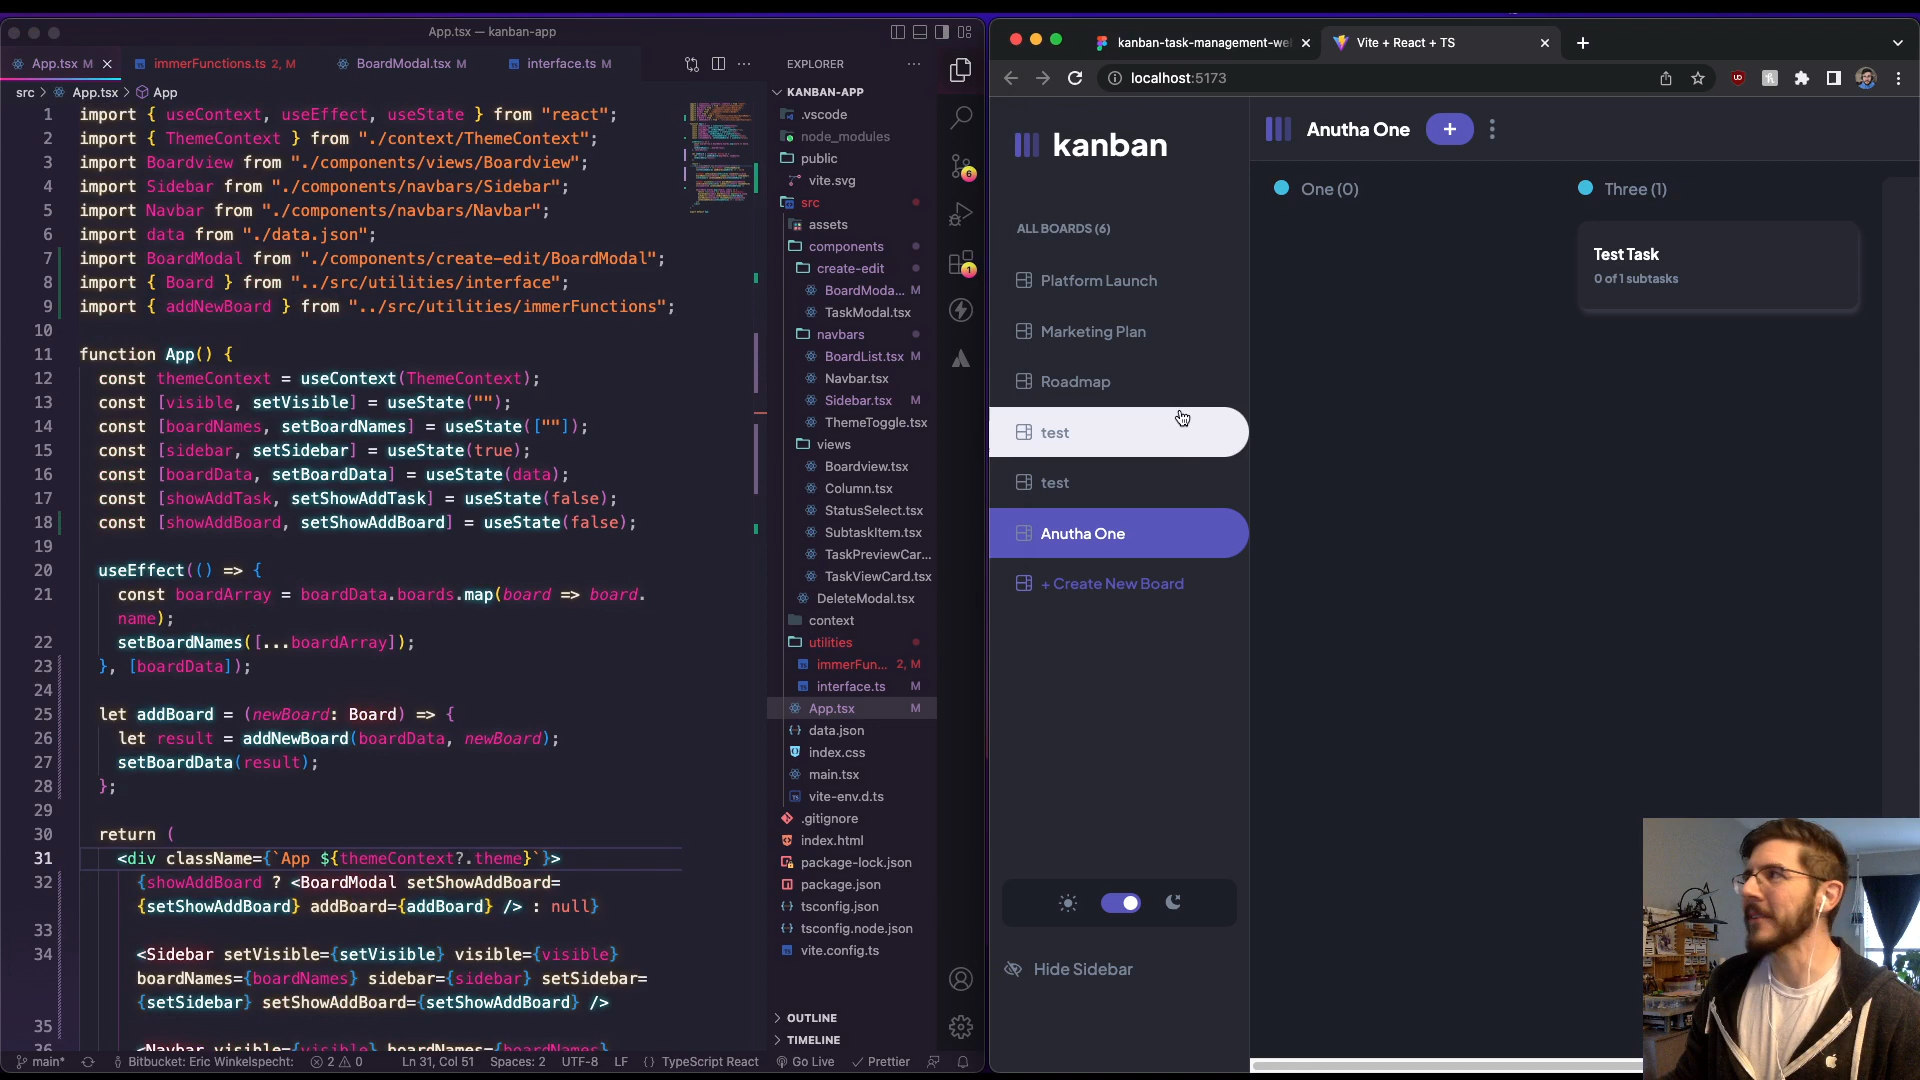 App.tsx — kanban-app
App.tsx M
immerFunctions.ts 2, M
BoardModal.tsx M
interface.ts M
src > App.tsx > App
1 import { useContext, useEffect, useState } from "react";
2 import { ThemeContext } from "./context/ThemeContext";
3 import Boardview from "./components/views/Boardview";
4 import Sidebar from "./components/navbars/Sidebar";
5 import Navbar from "./components/navbars/Navbar";
6 import data from "./data.json";
7 import BoardModal from "./components/create-edit/BoardModal";
8 import { Board } from "../src/utilities/interface";
9 import { addNewBoard } from "../src/utilities/immerFunctions";
10
11 function App() {
12 const themeContext = useContext(ThemeContext);
13 const [visible, setVisible] = useState("");
14 const [boardNames, setBoardNames] = useState([""]);
15 const [sidebar, setSidebar] = useState(true);
16 const [boardData, setBoardData] = useState(data);
17 const [showAddTask, setShowAddTask] = useState(false);
18 const [showAddBoard, setShowAddBoard] = useState(false);
19
20 useEffect(() => {
21 const boardArray = boardData.boards.map(board => board.
name);
22 setBoardNames([...boardArray]);
23 }, [boardData]);
24
25 let addBoard = (newBoard: Board) => {
26 let result = addNewBoard(boardData, newBoard);
27 setBoardData(result);
28 };
29
30 return (
31 <div className={`App ${themeContext?.theme}`}>
32 {showAddBoard ? <BoardModal setShowAddBoard=
{setShowAddBoard} addBoard={addBoard} /> : null}
33
34 <Sidebar setVisible={setVisible} visible={visible}
boardNames={boardNames} sidebar={sidebar} setSidebar=
{setSidebar} setShowAddBoard={setShowAddBoard} />
35
36 <Navbar visible={visible} boardNames={boardNames}
main*
Bitbucket: Eric Winkelspecht:
2 0
Ln 31, Col 51
Spaces: 2
UTF-8
LF
{} TypeScript React
Go Live
Prettier
EXPLORER
KANBAN-APP
.vscode
node_modules
public
vite.svg
src
assets
components
create-edit
BoardModa... M
TaskModal.tsx
navbars
BoardList.tsx M
Navbar.tsx
Sidebar.tsx M
ThemeToggle.tsx
views
Boardview.tsx
Column.tsx
StatusSelect.tsx
SubtaskItem.tsx
TaskPreviewCar...
TaskViewCard.tsx
DeleteModal.tsx
context
utilities
immerFun... 2, M
interface.ts M
App.tsx M
data.json
index.css
main.tsx
vite-env.d.ts
.gitignore
index.html
package-lock.json
package.json
tsconfig.json
tsconfig.node.json
vite.config.ts
OUTLINE
TIMELINE
6
1
kanban-task-management-we
Vite + React + TS
localhost:5173
kanban
ALL BOARDS (6)
Platform Launch
Marketing Plan
Roadmap
test
test
Anutha One
+ Create New Board
Hide Sidebar
Anutha One
+
One (0)
Three (1)
Test Task
0 of 1 subtasks